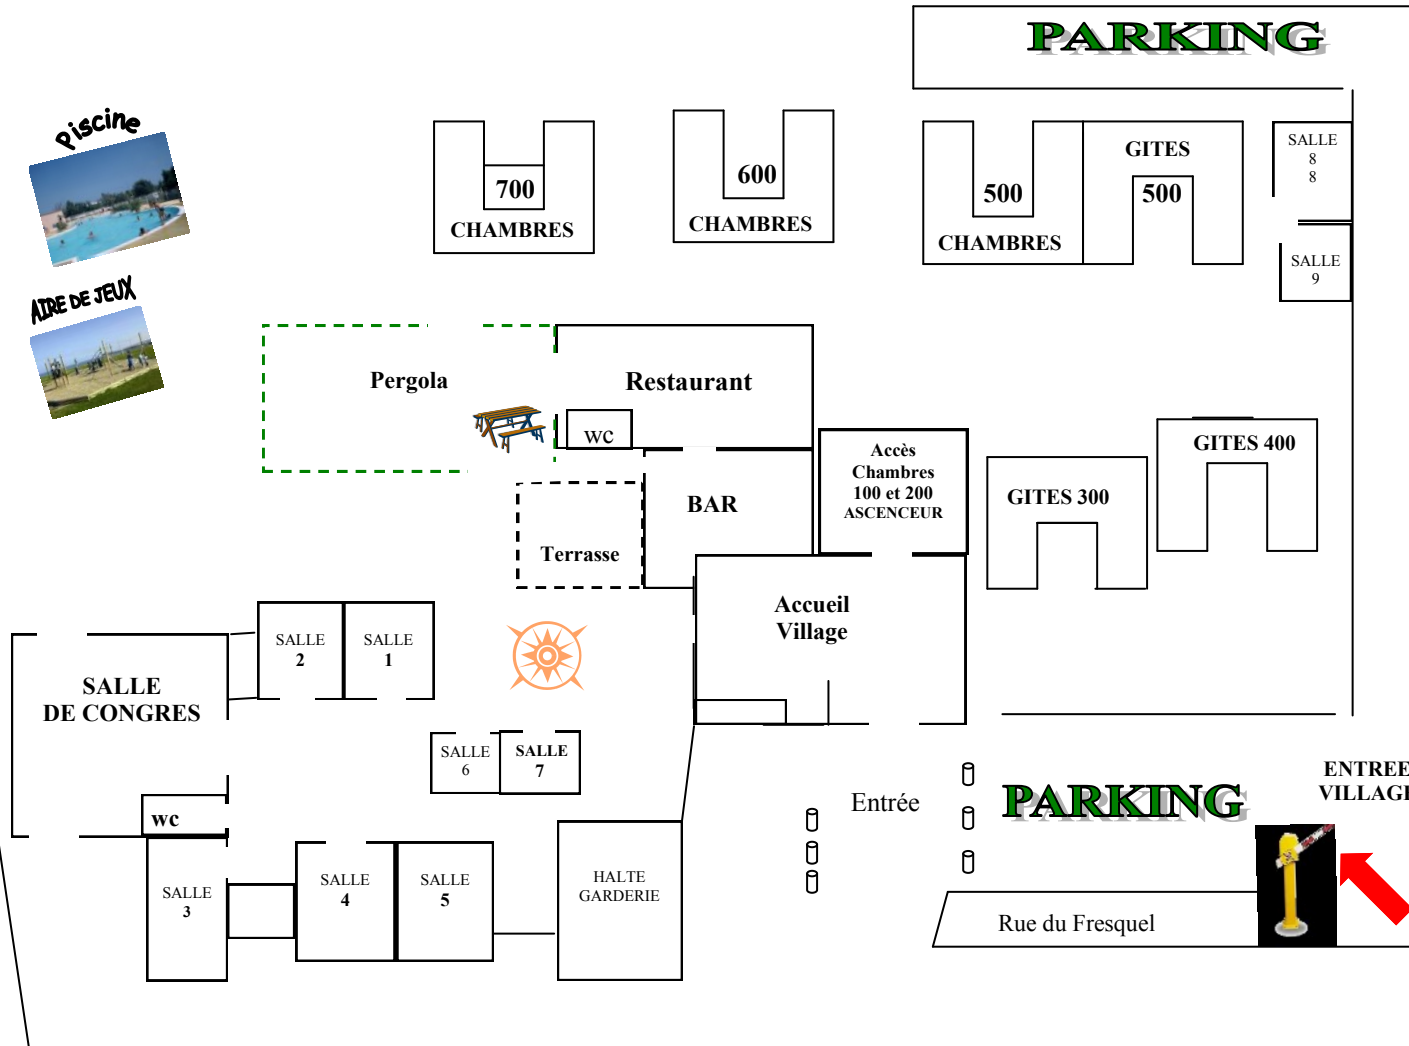 PARKING
Piscine
700
CHAMBRES
600
CHAMBRES
500
CHAMBRES
GITES
500
SALLE
8
8
SALLE
9
AIRE DE JEUX
Pergola
Restaurant
wc
BAR
Terrasse
Accès
Chambres
100 et 200
ASCENCEUR
GITES 300
GITES 400
Accueil
Village
SALLE
2
SALLE
1
SALLE
DE CONGRES
wc
SALLE
6
SALLE
7
SALLE
3
SALLE
4
SALLE
5
HALTE
GARDERIE
Entrée
PARKING
ENTREE
VILLAGE
Rue du Fresquel